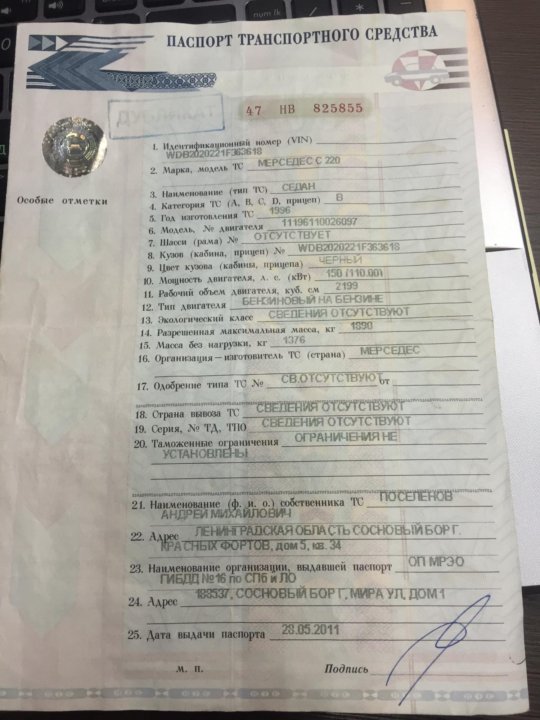 ПАСПОРТ ТРАНСПОРТНОГО СРЕДСТВА
ДУБЛИКАТ
47 НВ 825855
Особые отметки
1. Идентификационный номер (VIN)
WDB2020221F363618
2. Марка, модель ТС МЕРСЕДЕС С 220
3. Наименование (тип ТС) СЕДАН
4. Категория ТС (А, В, С, D, прицеп) В
5. Год изготовления ТС 1996
6. Модель, № двигателя 11196110026097
7. Шасси (рама) № ОТСУТСТВУЕТ
8. Кузов (кабина, прицеп) № WDB2020221F363618
9. Цвет кузова (кабины, прицепа) ЧЕРНЫЙ
10. Мощность двигателя, л. с. (кВт) 150 (110.00)
11. Рабочий объем двигателя, куб. см 2199
12. Тип двигателя БЕНЗИНОВЫЙ НА БЕНЗИНЕ
13. Экологический класс СВЕДЕНИЯ ОТСУТСТВУЮТ
14. Разрешенная максимальная масса, кг 1890
15. Масса без нагрузки, кг 1376
16. Организация – изготовитель ТС (страна) МЕРСЕДЕС
17. Одобрение типа ТС № СВ.ОТСУТСТВУЮТ от
18. Страна вывоза ТС СВЕДЕНИЯ ОТСУТСТВУЮТ
19. Серия, № ТД, ТПО СВЕДЕНИЯ ОТСУТСТВУЮТ
20. Таможенные ограничения ОГРАНИЧЕНИЯ НЕ
УСТАНОВЛЕНЫ
21. Наименование (ф. и. о.) собственника ТС ПОСЕЛЕНОВ
АНДРЕЙ МИХАЙЛОВИЧ
22. Адрес ЛЕНИНГРАДСКАЯ ОБЛАСТЬ СОСНОВЫЙ БОР Г.
КРАСНЫХ ФОРТОВ, дом 5, кв. 34
23. Наименование организации, выдавшей паспорт ОП МРЭО
ГИБДД №16 по СПб и ЛО
24. Адрес 188537, СОСНОВЫЙ БОР Г, МИРА УЛ, ДОМ 1
25. Дата выдачи паспорта 28.05.2011
М. П. Подпись